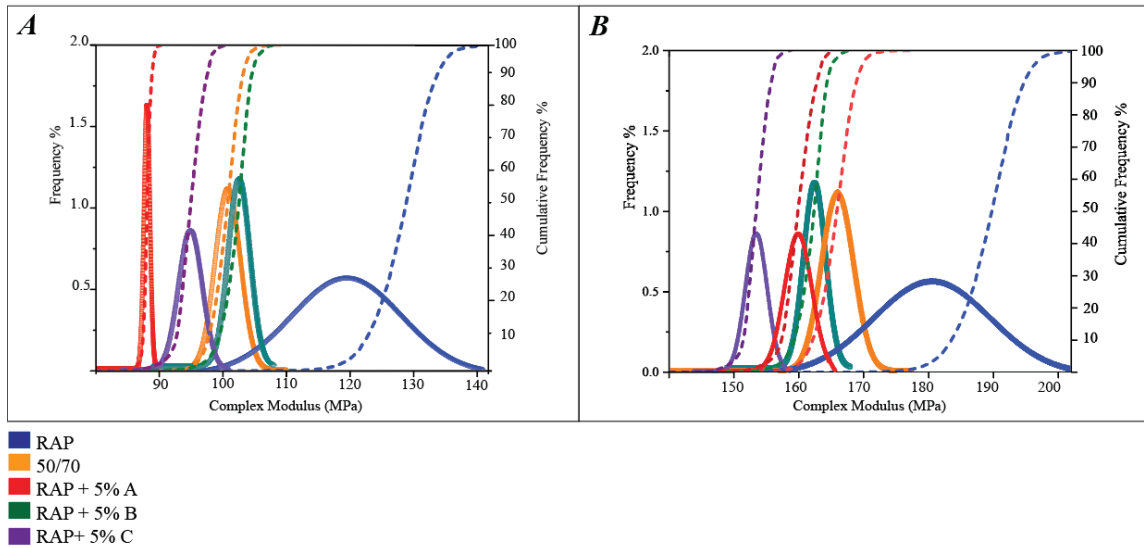 A
B
2.0
1.5
1.0
0.5
Frequency %
100
100
90
80
70
60
50
40
30
20
10
Cumulative Frequency %
90 100 110 120 130 140
Complex Modulus (MPa)
2.0
1.5
1.0
0.5
0.0
Frequency %
100
90
80
70
60
50
40
30
20
10
0
Cumulative Frequency %
150 160 170 180 190 200
Complex Modulus (MPa)
RAP
50/70
RAP + 5% A
RAP + 5% B
RAP+ 5% C